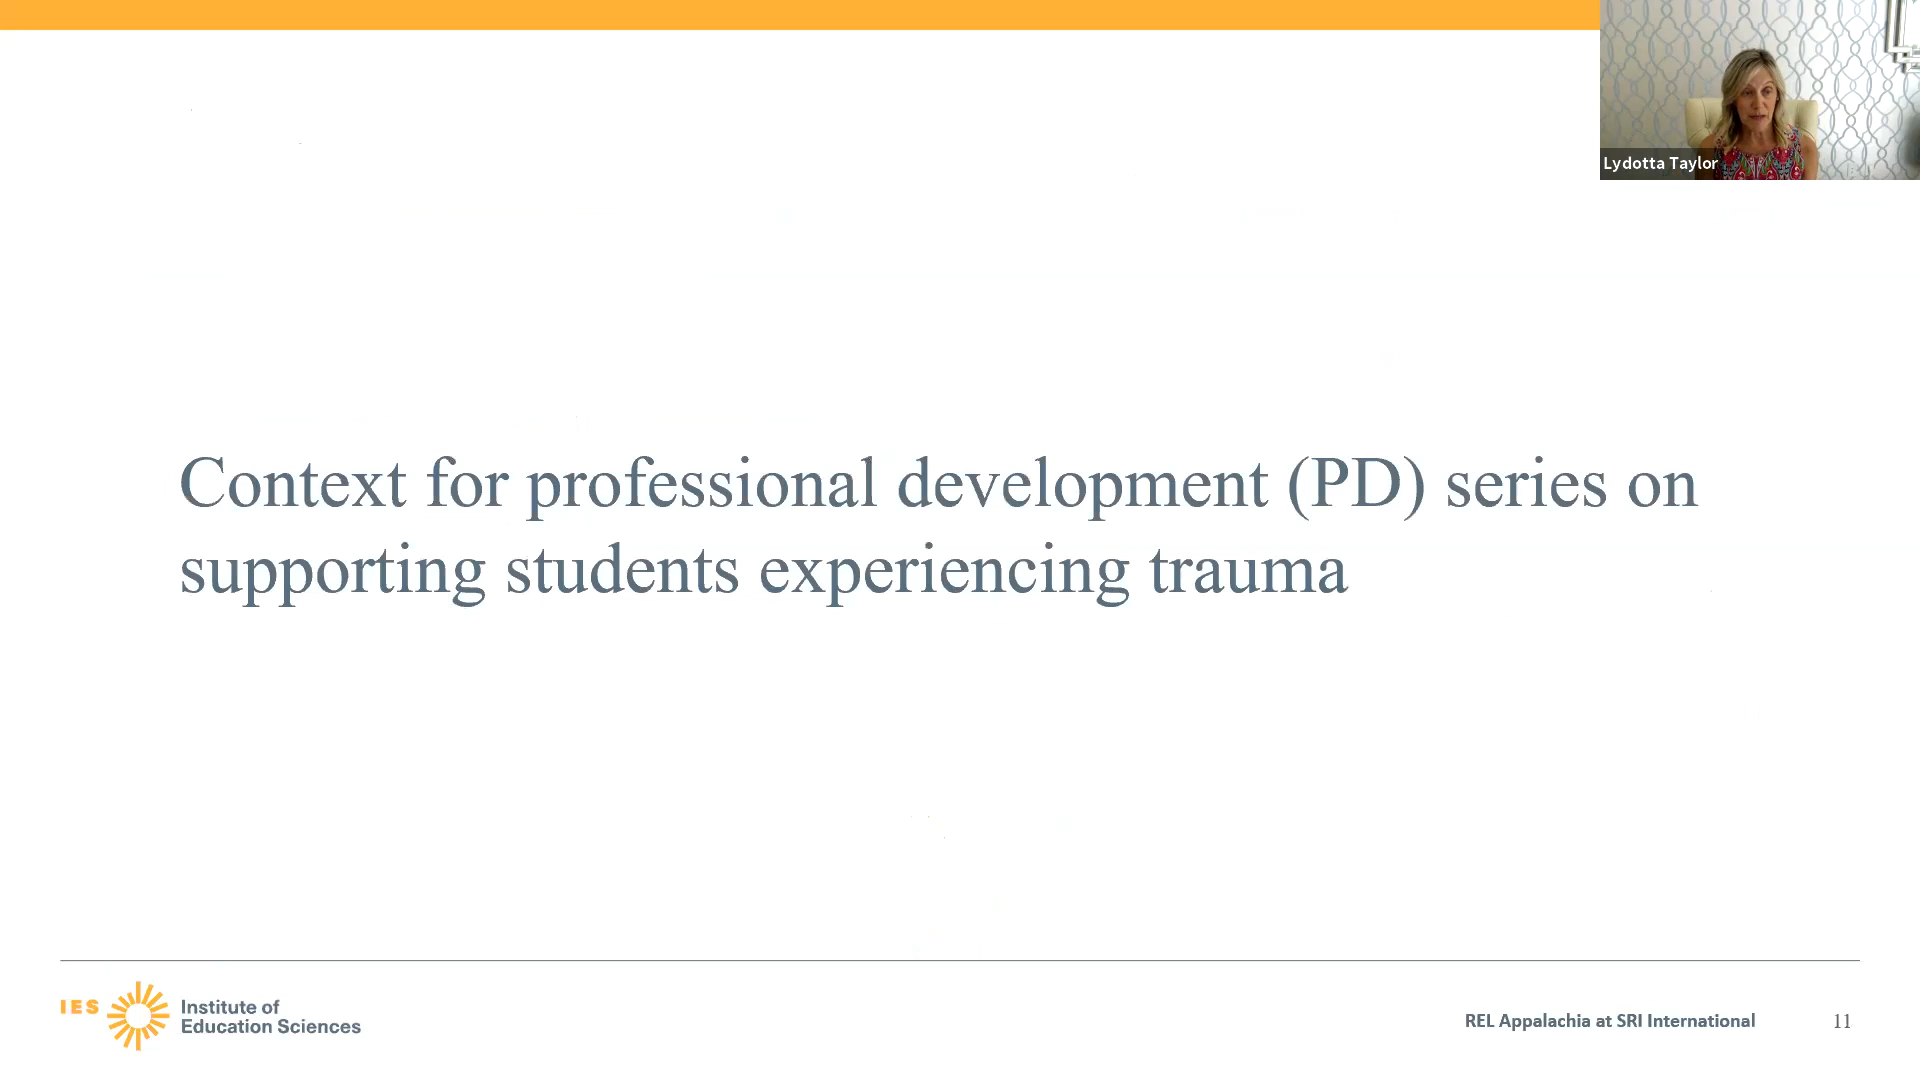 Lydotta Taylor
Context for professional development (PD) series on
supporting students experiencing trauma
IES
Institute of
Education Sciences
REL Appalachia at SRI International
11